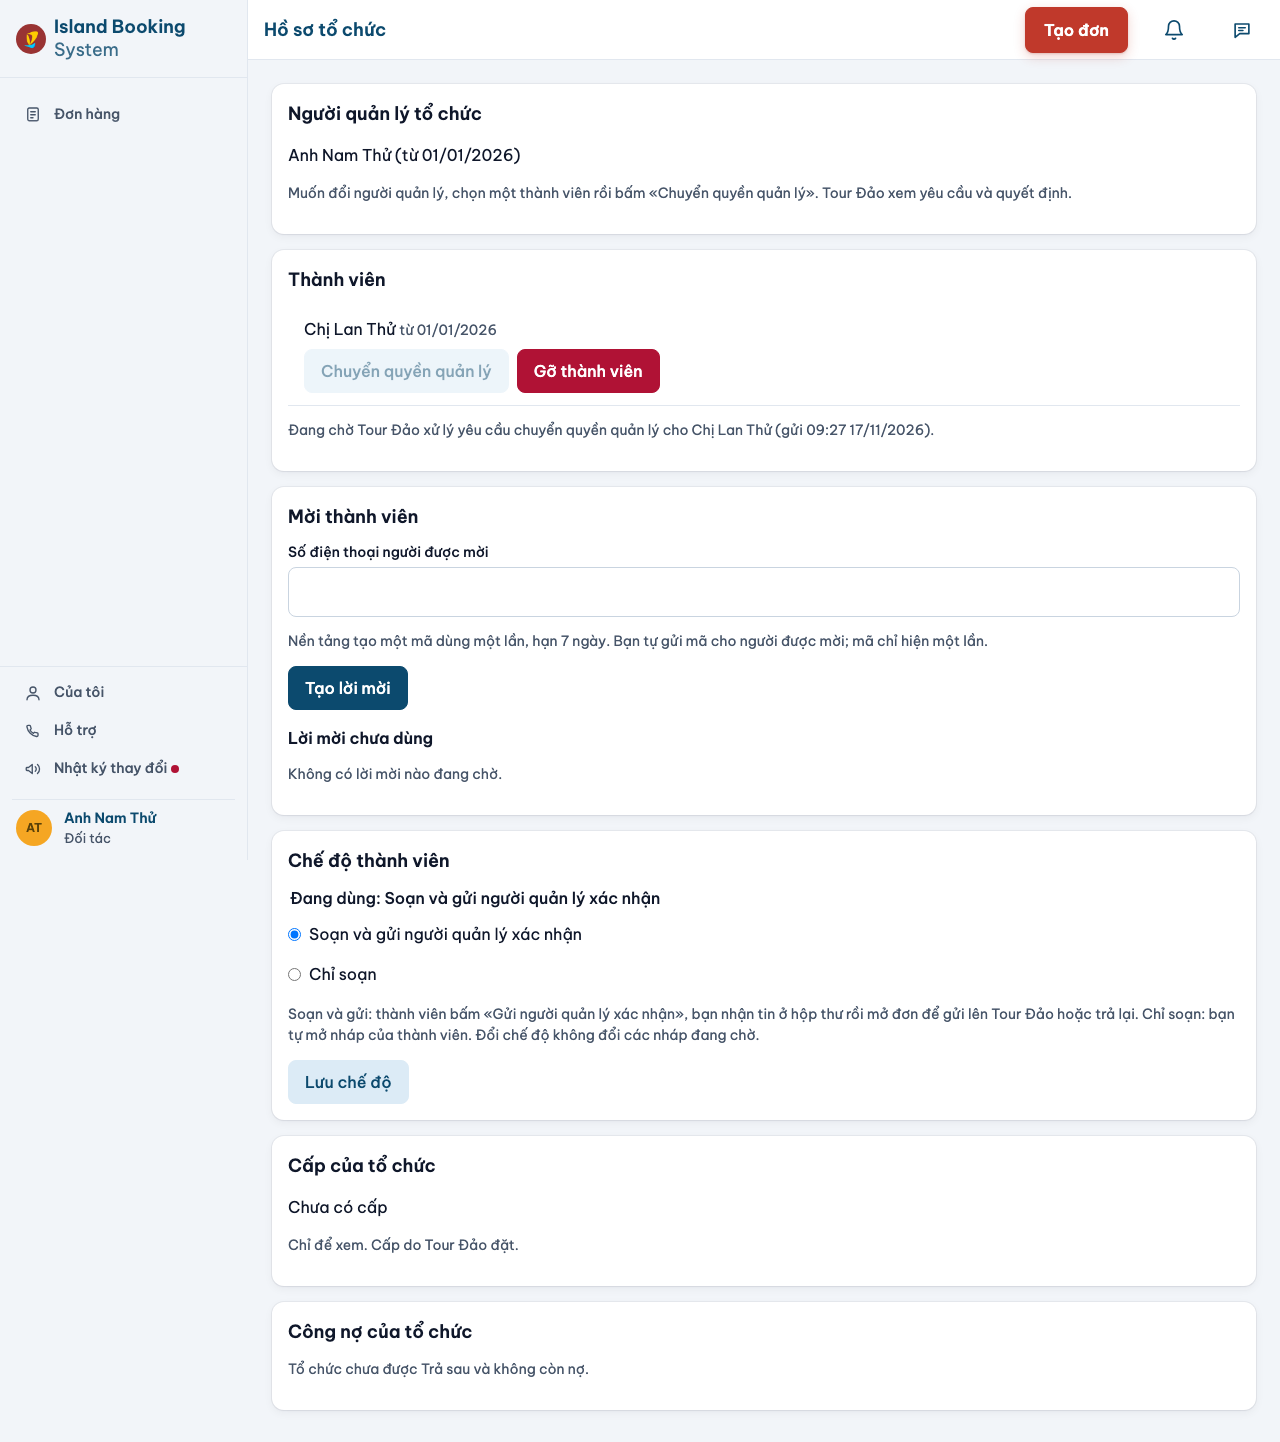 Island Booking
System
Đơn hàng
Của tôi
Hỗ trợ
Nhật ký thay đổi
AT
Anh Nam Thử
Đối tác
Hồ sơ tổ chức
Tạo đơn
Người quản lý tổ chức
Anh Nam Thử (từ 01/01/2026)
Muốn đổi người quản lý, chọn một thành viên rồi bấm «Chuyển quyền quản lý». Tour Đảo xem yêu cầu và quyết định.
Thành viên
Chị Lan Thử từ 01/01/2026
Chuyển quyền quản lý
Gỡ thành viên
Đang chờ Tour Đảo xử lý yêu cầu chuyển quyền quản lý cho Chị Lan Thử (gửi 09:27 17/11/2026).
Mời thành viên
Số điện thoại người được mời
Nền tảng tạo một mã dùng một lần, hạn 7 ngày. Bạn tự gửi mã cho người được mời; mã chỉ hiện một lần.
Tạo lời mời
Lời mời chưa dùng
Không có lời mời nào đang chờ.
Chế độ thành viên
Đang dùng: Soạn và gửi người quản lý xác nhận
Soạn và gửi người quản lý xác nhận
Chỉ soạn
Soạn và gửi: thành viên bấm «Gửi người quản lý xác nhận», bạn nhận tin ở hộp thư rồi mở đơn để gửi lên Tour Đảo hoặc trả lại. Chỉ soạn: bạn
tự mở nháp của thành viên. Đổi chế độ không đổi các nháp đang chờ.
Lưu chế độ
Cấp của tổ chức
Chưa có cấp
Chỉ để xem. Cấp do Tour Đảo đặt.
Công nợ của tổ chức
Tổ chức chưa được Trả sau và không còn nợ.